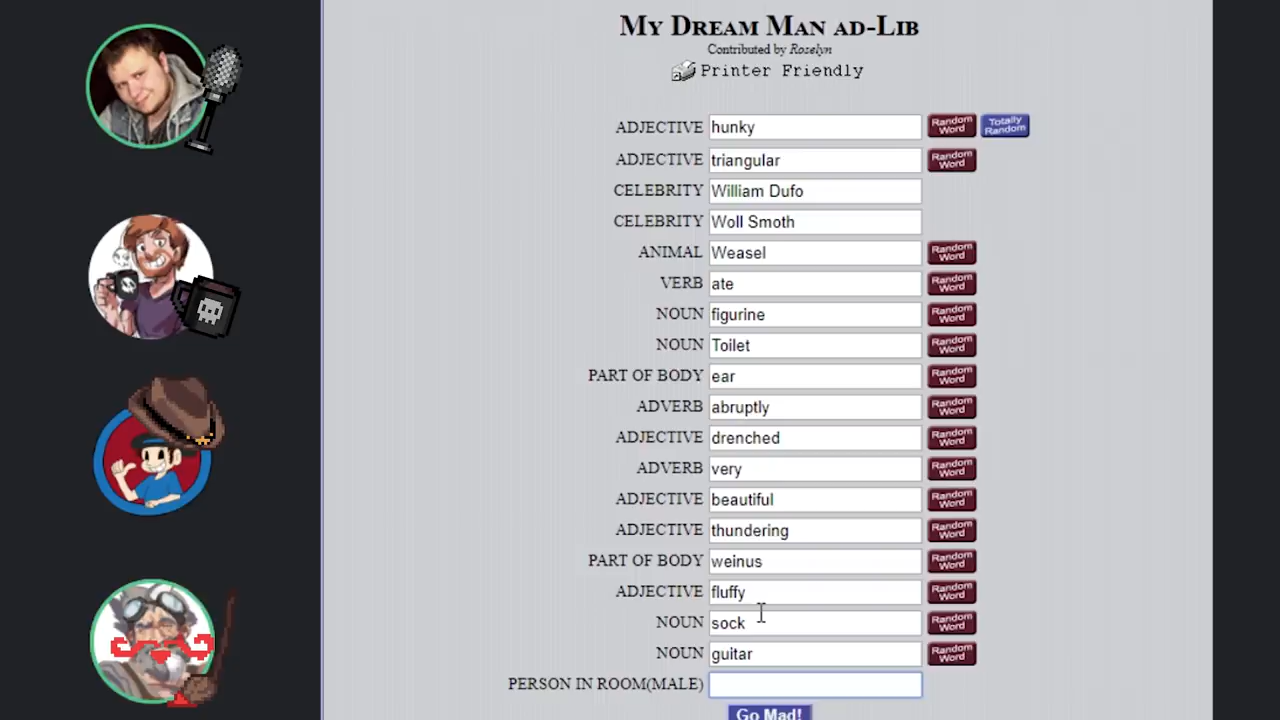 My Dream Man ad-Lib
Contributed by Roselyn
Printer Friendly
ADJECTIVE hunky Random Word Totally Random
ADJECTIVE triangular Random Word
CELEBRITY William Dufo
CELEBRITY Woll Smoth
ANIMAL Weasel Random Word
VERB ate Random Word
NOUN figurine Random Word
NOUN Toilet Random Word
PART OF BODY ear Random Word
ADVERB abruptly Random Word
ADJECTIVE drenched Random Word
ADVERB very Random Word
ADJECTIVE beautiful Random Word
ADJECTIVE thundering Random Word
PART OF BODY weinus Random Word
ADJECTIVE fluffy Random Word
NOUN sock Random Word
NOUN guitar Random Word
PERSON IN ROOM(MALE)
Go Mad!